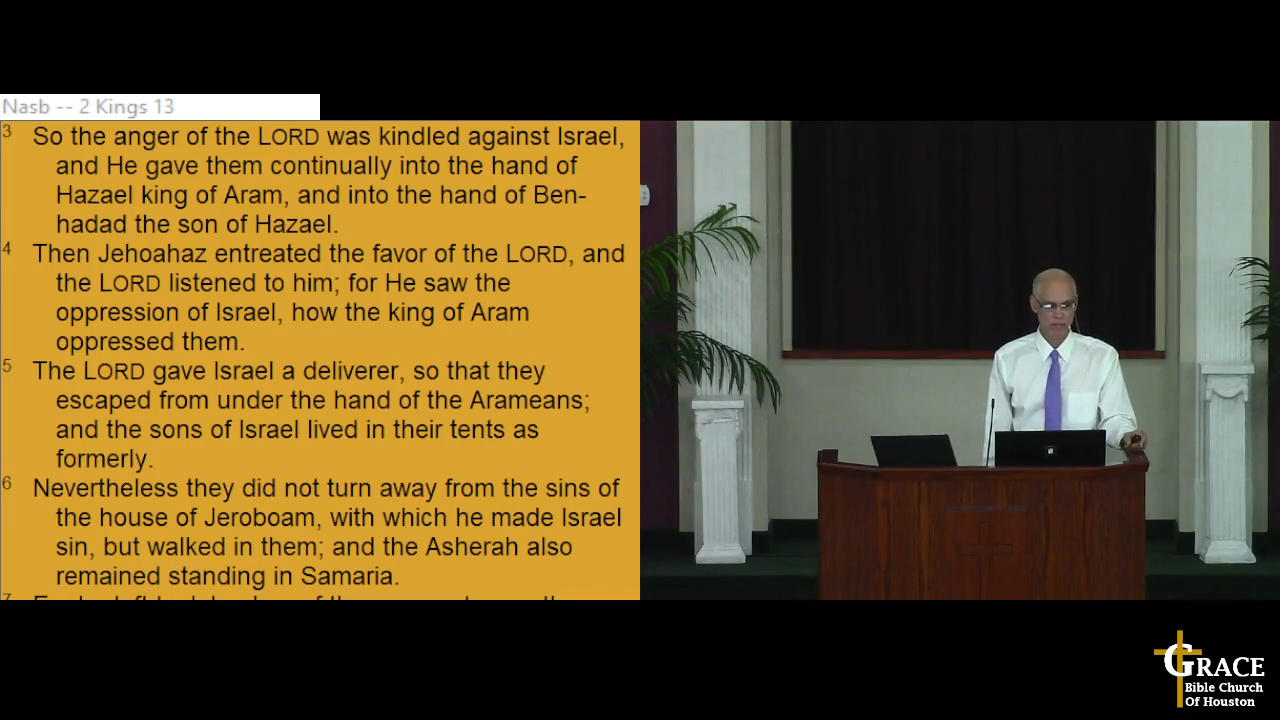 Nasb -- 2 Kings 13
3 So the anger of the LORD was kindled against Israel,
and He gave them continually into the hand of
Hazael king of Aram, and into the hand of Ben-
hadad the son of Hazael.
4 Then Jehoahaz entreated the favor of the LORD, and
the LORD listened to him; for He saw the
oppression of Israel, how the king of Aram
oppressed them.
5 The LORD gave Israel a deliverer, so that they
escaped from under the hand of the Arameans;
and the sons of Israel lived in their tents as
formerly.
6 Nevertheless they did not turn away from the sins of
the house of Jeroboam, with which he made Israel
sin, but walked in them; and the Asherah also
remained standing in Samaria.
GRACE
Bible Church
Of Houston